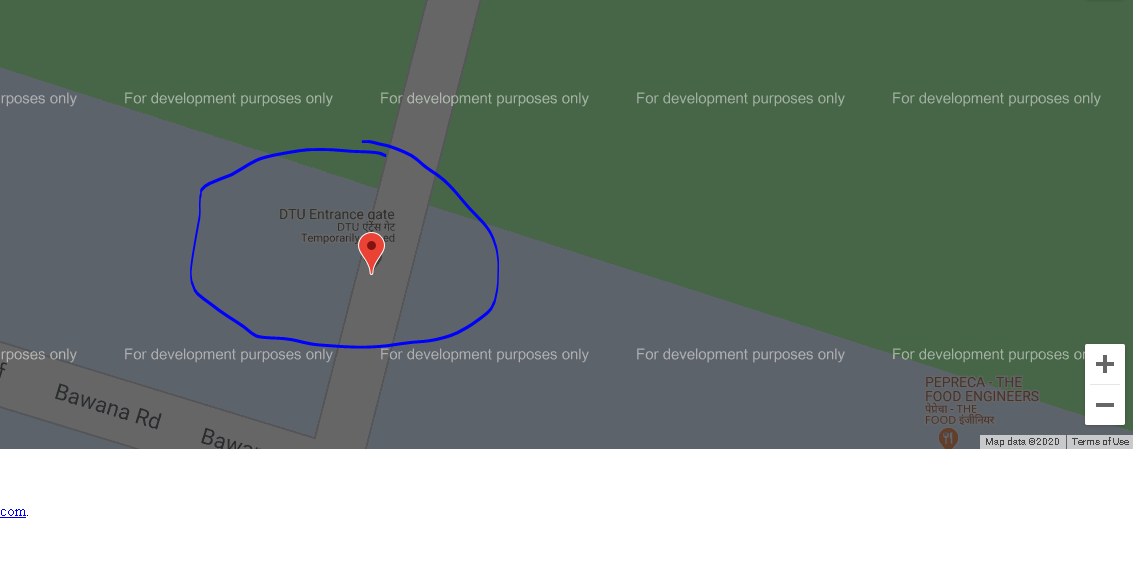 rposes only
For development purposes only
For development purposes only
For development purposes only
For development purposes only
DTU Entrance gate
DTU एंट्रेंस गेट
Temporarily
rposes only
For development purposes only
For development purposes only
For development purposes only
For development purposes on
Bawana Rd
Bawa
PEPRECA - THE
FOOD ENGINEERS
पेप्रेचा - THE
FOOD इंजीनियर
Map data ©2020
Terms of Use
com.